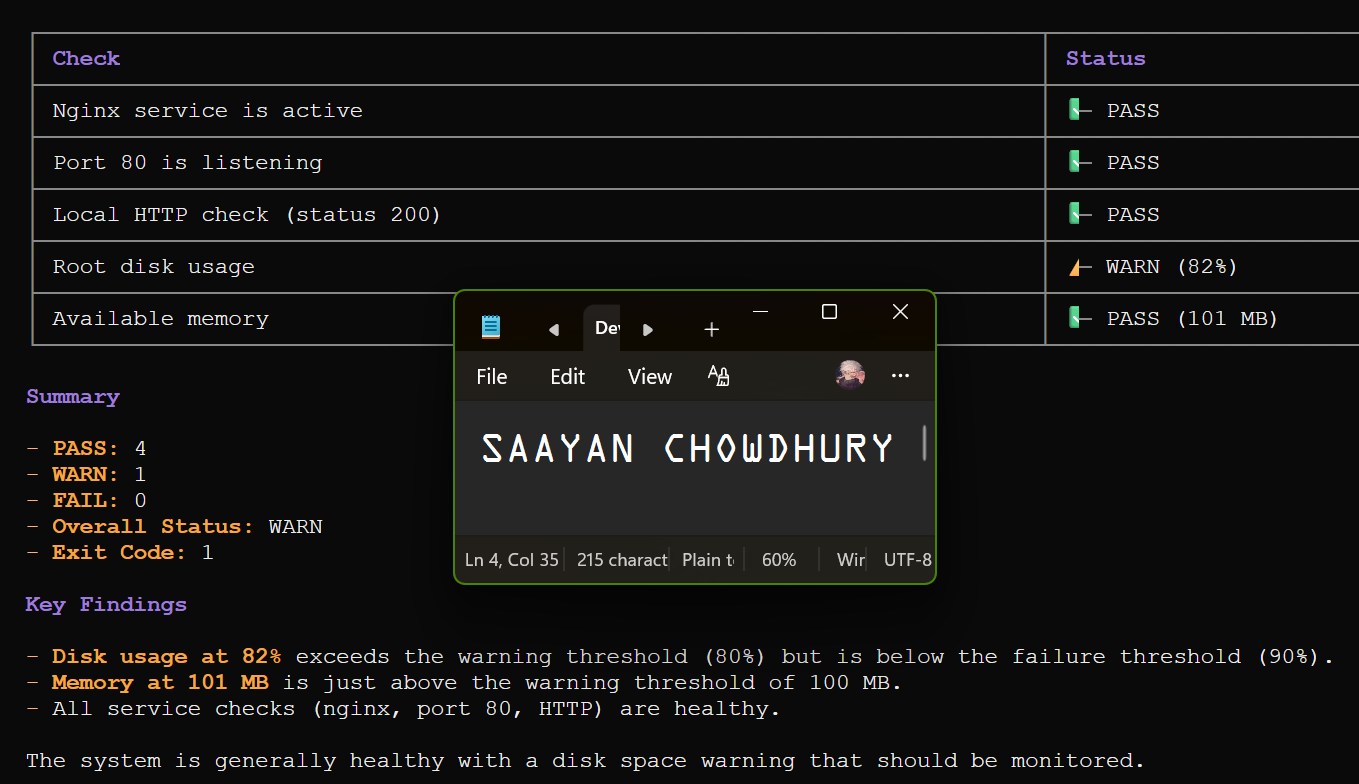 Check Status
Nginx service is active PASS
Port 80 is listening PASS
Local HTTP check (status 200) PASS
Root disk usage WARN (82%)
Available memory PASS (101 MB)
File Edit View
SAAYAN CHOWDHURY
Ln 4, Col 35 215 charact Plain 60% UTF-8
Summary
- PASS: 4
- WARN: 1
- FAIL: 0
- Overall Status: WARN
- Exit Code: 1
Key Findings
- Disk usage at 82% exceeds the warning threshold (80%) but is below the failure threshold (90%).
- Memory at 101 MB is just above the warning threshold of 100 MB.
- All service checks (nginx, port 80, HTTP) are healthy.
The system is generally healthy with a disk space warning that should be monitored.